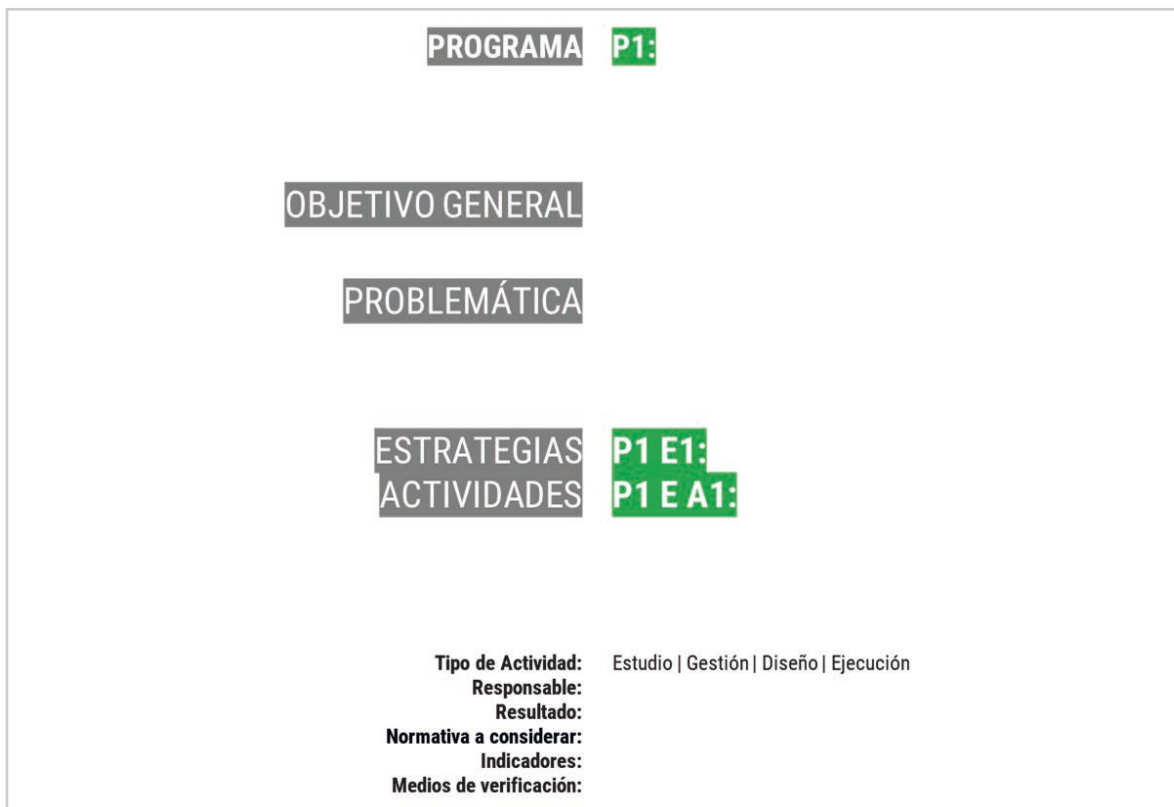 PROGRAMA P1:
OBJETIVO GENERAL
PROBLEMÁTICA
ESTRATEGIAS P1 E1:
ACTIVIDADES P1 E A1:
Tipo de Actividad: Estudio | Gestión | Diseño | Ejecución
Responsable:
Resultado:
Normativa a considerar:
Indicadores:
Medios de verificación: